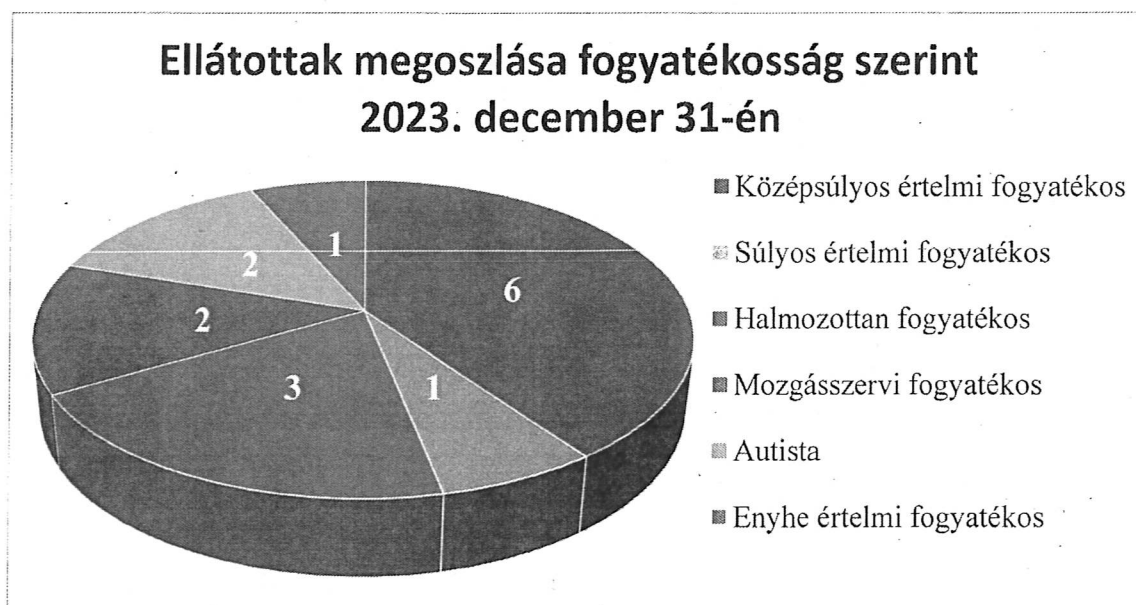 Ellátottak megoszlása fogyatékosság szerint
2023. december 31-én
Középsúlyos értelmi fogyatékos
Súlyos értelmi fogyatékos
Halmozottan fogyatékos
Mozgásszervi fogyatékos
Autista
Enyhe értelmi fogyatékos
1
2
6
2
3
1